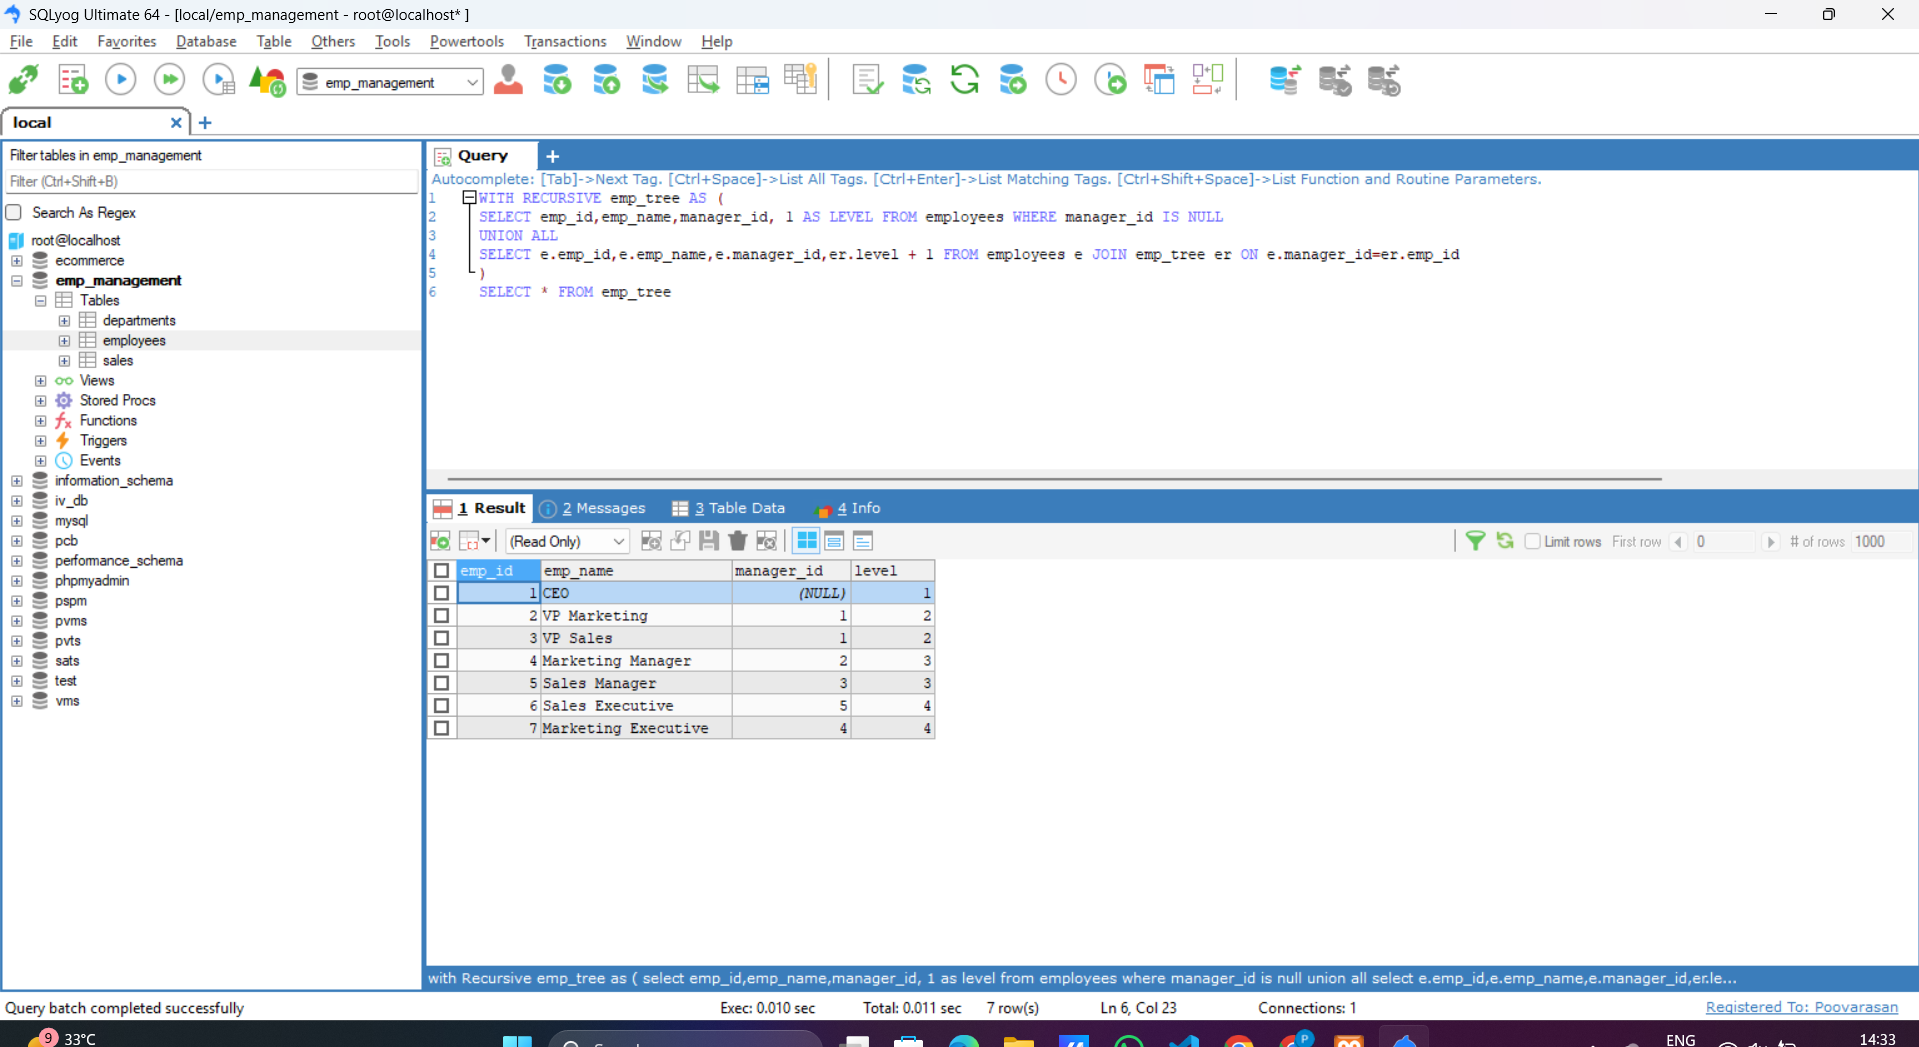 SQLyog Ultimate 64 - [local/emp_management - root@localhost* ]
File Edit Favorites Database Table Others Tools Powertools Transactions Window Help
emp_management
local
Filter tables in emp_management
Filter (Ctrl+Shift+B)
Search As Regex
root@localhost
ecommerce
emp_management
Tables
departments
employees
sales
Views
Stored Procs
Functions
Triggers
Events
information_schema
iv_db
mysql
pcb
performance_schema
phpmyadmin
pspm
pvms
pvts
sats
test
vms
Query
Autocomplete: [Tab]->Next Tag. [Ctrl+Space]->List All Tags. [Ctrl+Enter]->List Matching Tags. [Ctrl+Shift+Space]->List Function and Routine Parameters.
1 WITH RECURSIVE emp_tree AS (
2 SELECT emp_id,emp_name,manager_id, 1 AS LEVEL FROM employees WHERE manager_id IS NULL
3 UNION ALL
4 SELECT e.emp_id,e.emp_name,e.manager_id,er.level + 1 FROM employees e JOIN emp_tree er ON e.manager_id=er.emp_id
5 )
6 SELECT * FROM emp_tree
1 Result 2 Messages 3 Table Data 4 Info
(Read Only) Limit rows First row 0 # of rows 1000
emp_id emp_name manager_id level
1 CEO (NULL) 1
2 VP Marketing 1 2
3 VP Sales 1 2
4 Marketing Manager 2 3
5 Sales Manager 3 3
6 Sales Executive 5 4
7 Marketing Executive 4 4
with Recursive emp_tree as ( select emp_id,emp_name,manager_id, 1 as level from employees where manager_id is null union all select e.emp_id,e.emp_name,e.manager_id,er.le...
Query batch completed successfully Exec: 0.010 sec Total: 0.011 sec 7 row(s) Ln 6, Col 23 Connections: 1 Registered To: Poovarasan
9 33°C P ENG 14:33